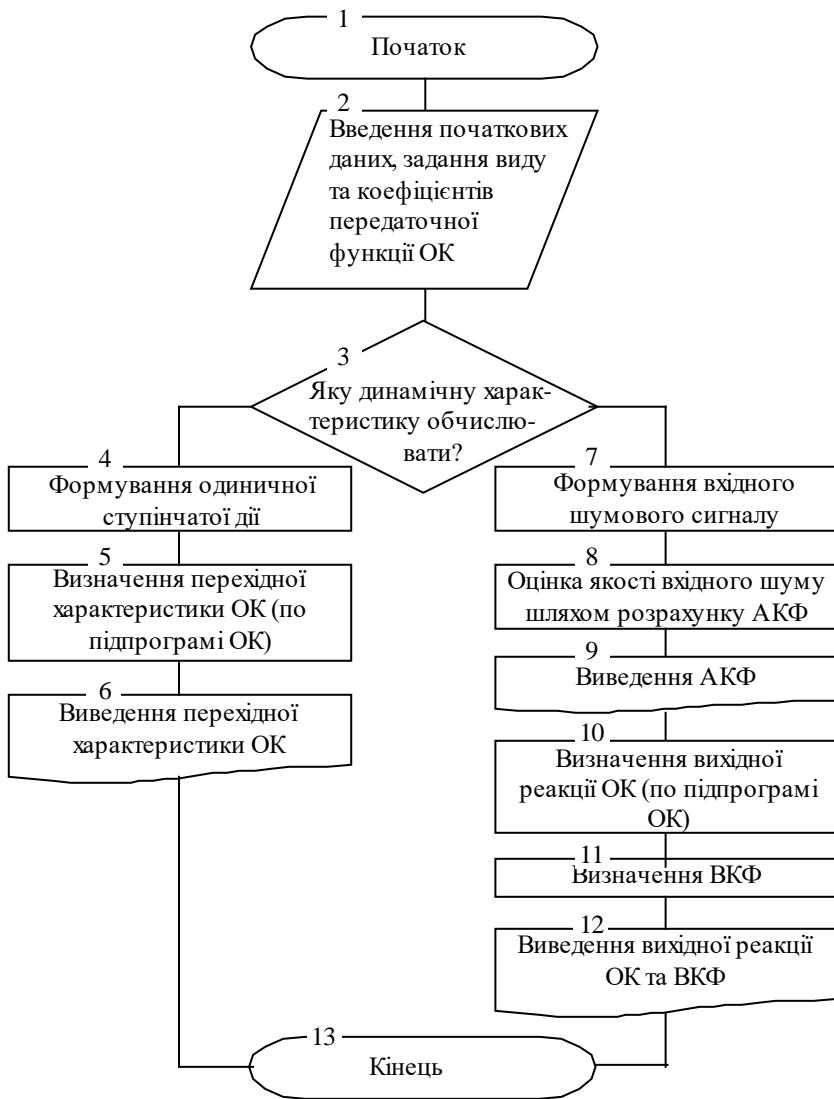 1
Початок
2
Введення початкових
даних, задання виду
та коефіцієнтів
передаточної
функції ОК
3
Яку динамічну харак-
теристику обчислю-
вати?
4
Формування одиничної
ступінчатої дії
5
Визначення перехідної
характеристики ОК (по
підпрограмі ОК)
6
Виведення перехідної
характеристики ОК
7
Формування вхідного
шумового сигналу
8
Оцінка якості вхідного шуму
шляхом розрахунку АКФ
9
Виведення АКФ
10
Визначення вихідної
реакції ОК (по підпрограмі
ОК)
11
Визначення ВКФ
12
Виведення вихідної реакції
ОК та ВКФ
13
Кінець